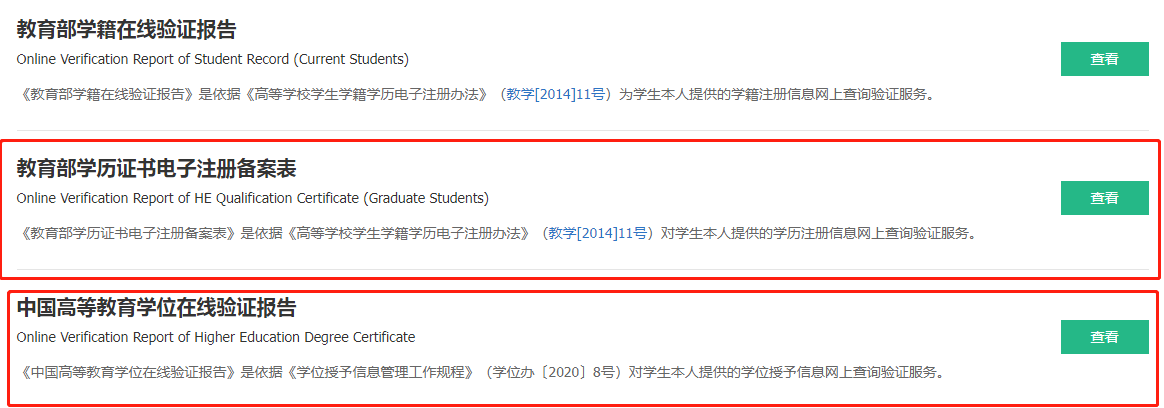 教育部学籍在线验证报告
Online Verification Report of Student Record (Current Students)
查看
《教育部学籍在线验证报告》是依据《高等学校学生学籍学历电子注册办法》（教学[2014]11号）为学生本人提供的学籍注册信息网上查询验证服务。
教育部学历证书电子注册备案表
Online Verification Report of HE Qualification Certificate (Graduate Students)
查看
《教育部学历证书电子注册备案表》是依据《高等学校学生学籍学历电子注册办法》（教学[2014]11号）对学生本人提供的学历注册信息网上查询验证服务。
中国高等教育学位在线验证报告
Online Verification Report of Higher Education Degree Certificate
查看
《中国高等教育学位在线验证报告》是依据《学位授予信息管理工作规程》（学位办〔2020〕8号）对学生本人提供的学位授予信息网上查询验证服务。